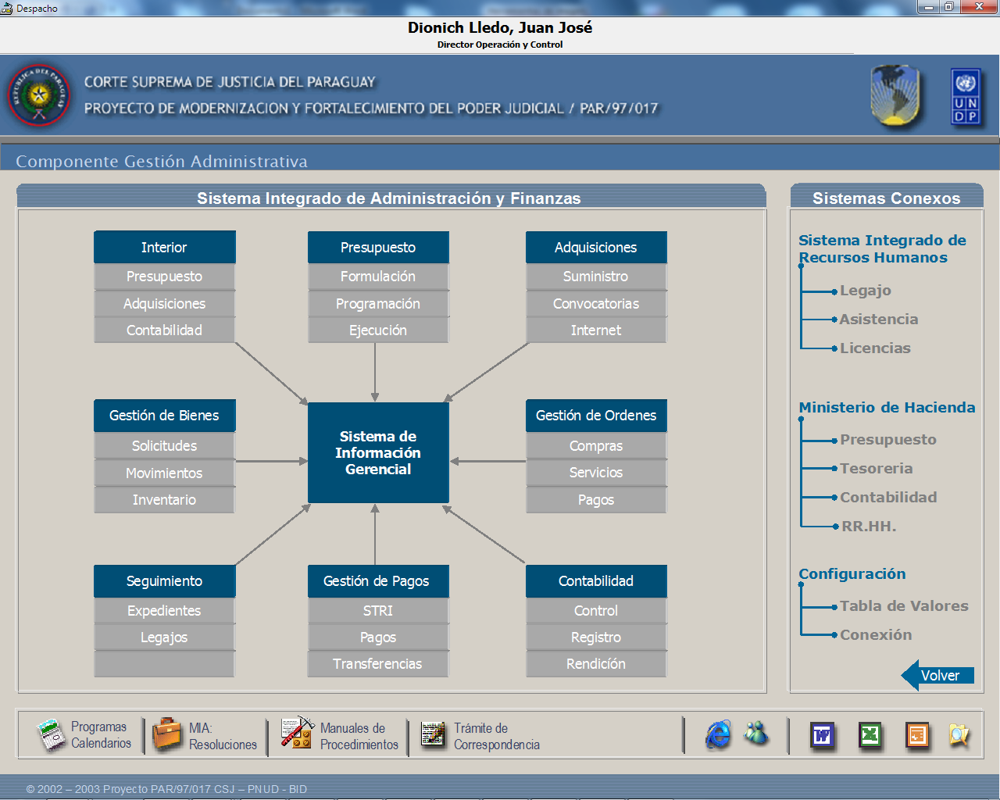 Despacho
Dionich Lledo, Juan José
Director Operación y Control
REPUBLICA DEL PARAGUAY
CORTE SUPREMA DE JUSTICIA DEL PARAGUAY
PROYECTO DE MODERNIZACION Y FORTALECIMIENTO DEL PODER JUDICIAL / PAR/97/017
UN
DP
Componente Gestión Administrativa
Sistema Integrado de Administración y Finanzas
Interior
Presupuesto
Adquisiciones
Contabilidad
Presupuesto
Formulación
Programación
Ejecución
Adquisiciones
Suministro
Convocatorias
Internet
Gestión de Bienes
Solicitudes
Movimientos
Inventario
Sistema de
Información
Gerencial
Gestión de Ordenes
Compras
Servicios
Pagos
Seguimiento
Expedientes
Legajos
Gestión de Pagos
STRI
Pagos
Transferencias
Contabilidad
Control
Registro
Rendicíón
Sistemas Conexos
Sistema Integrado de
Recursos Humanos
Legajo
Asistencia
Licencias
Ministerio de Hacienda
Presupuesto
Tesoreria
Contabilidad
RR.HH.
Configuración
Tabla de Valores
Conexión
Volver
Programas
Calendarios
MIA:
Resoluciones
Manuales de
Procedimientos
Trámite de
Correspondencia
© 2002 – 2003 Proyecto PAR/97/017 CSJ – PNUD - BID